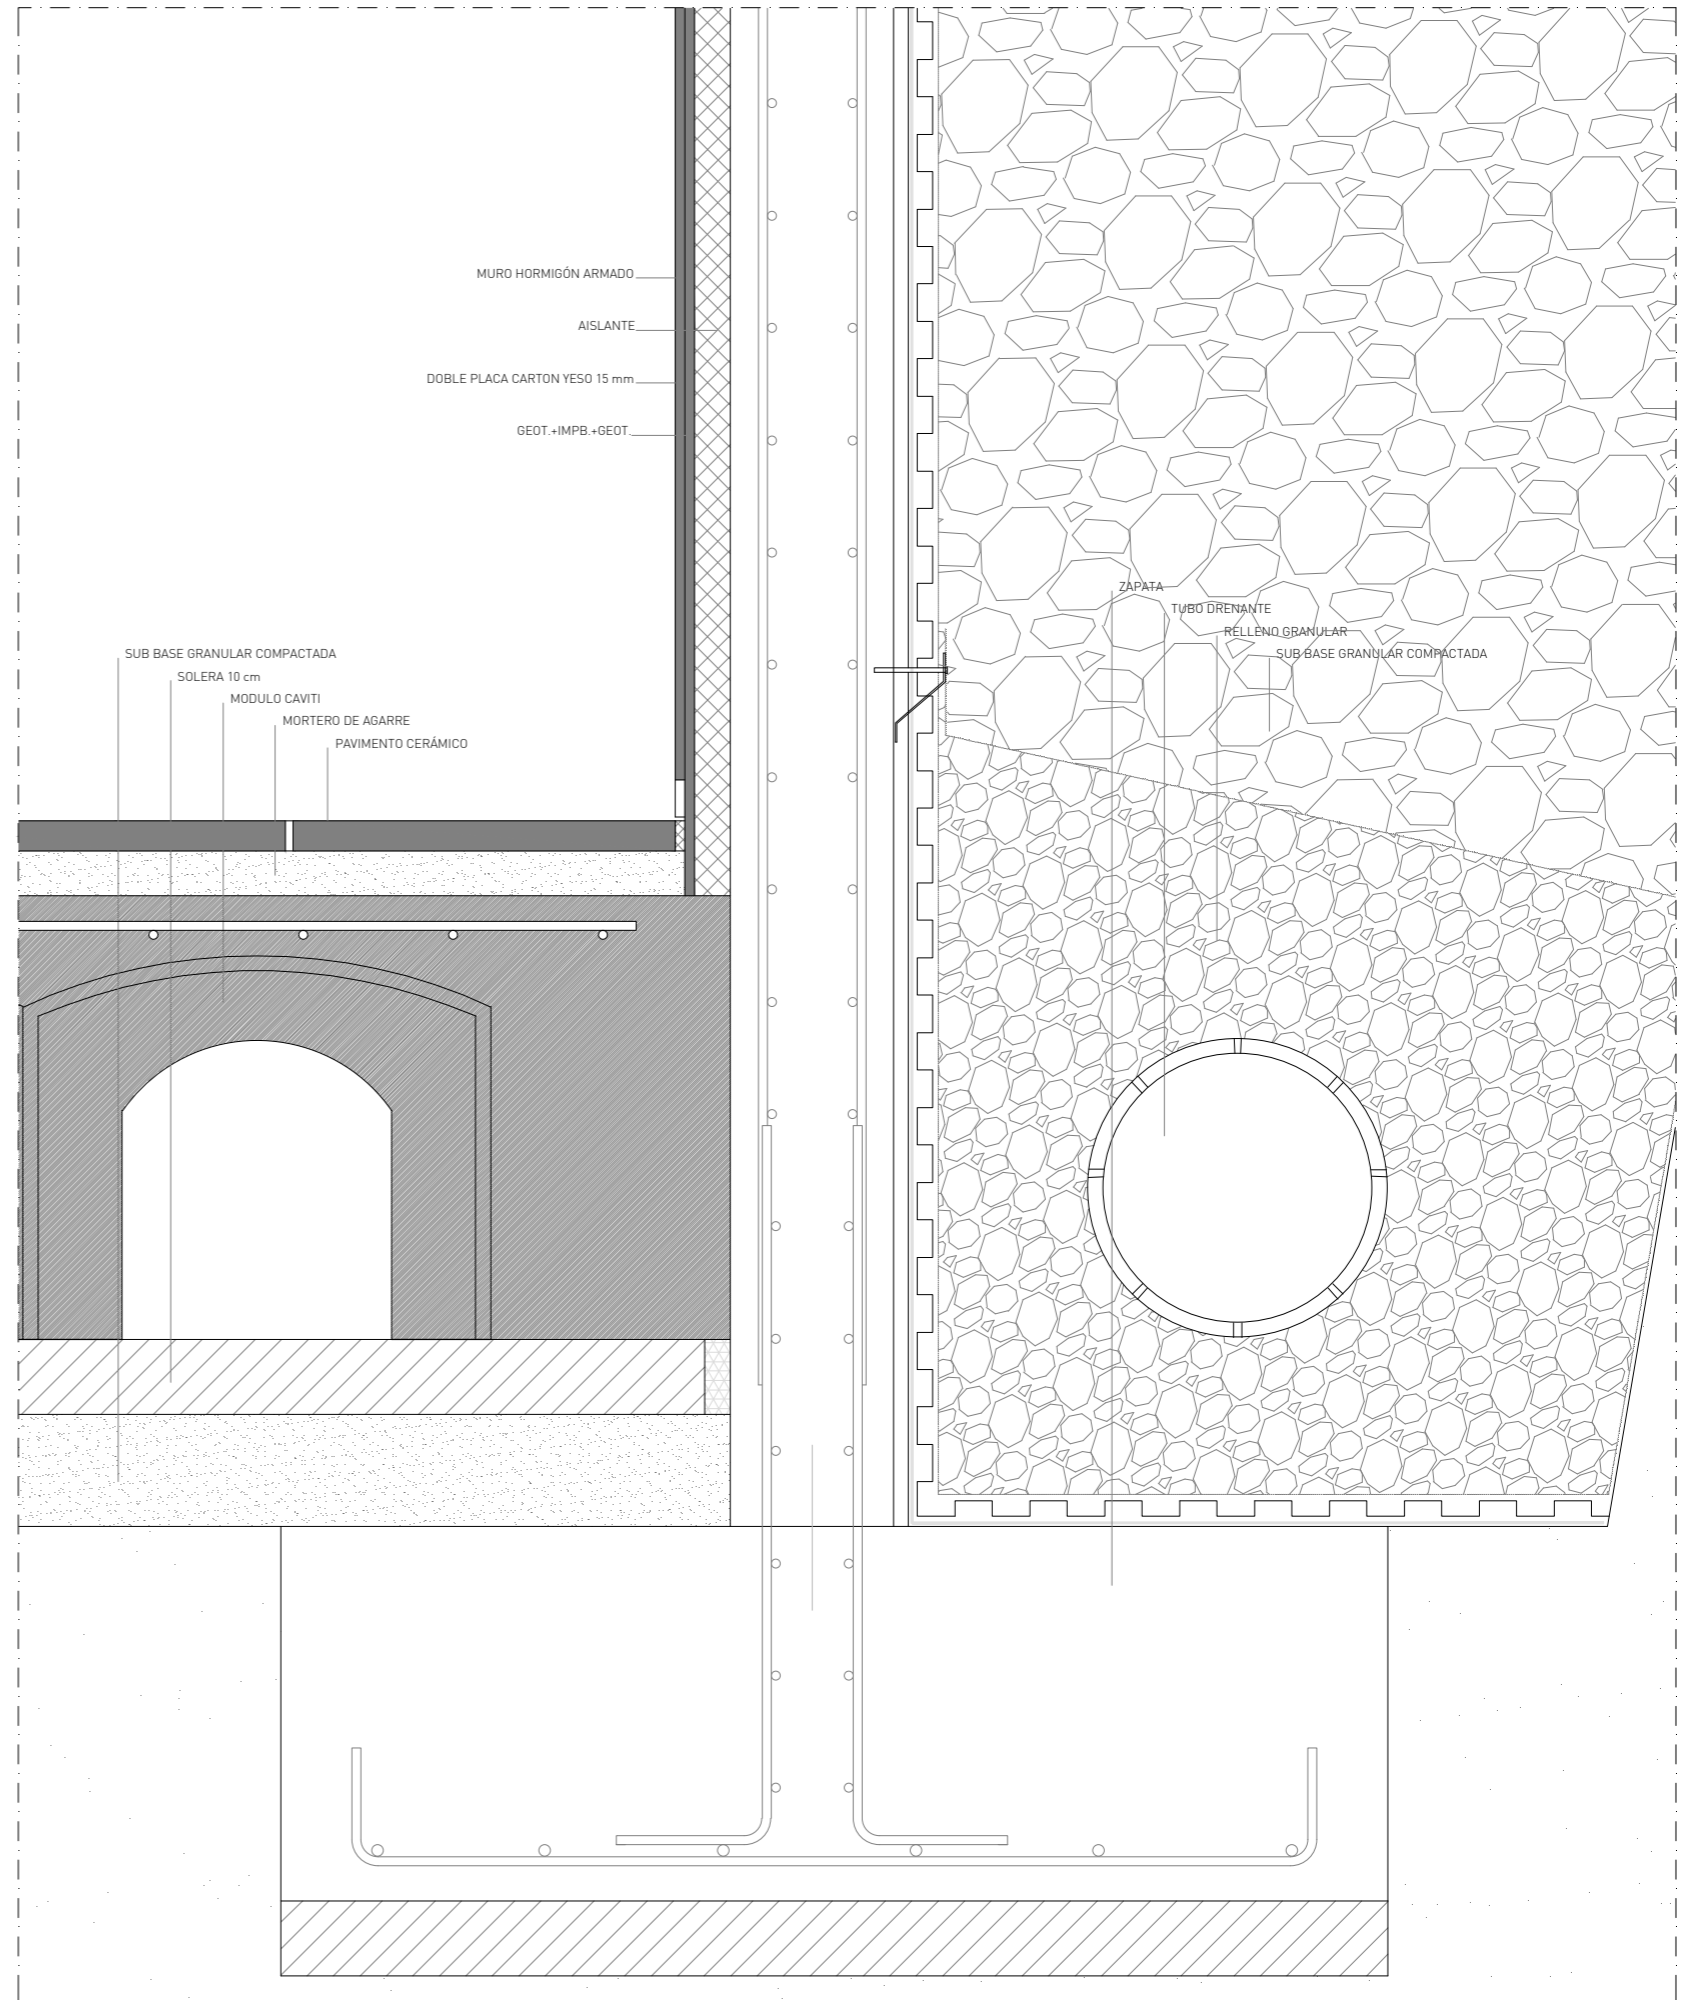 MURO HORMIGÓN ARMADO
AISLANTE
DOBLE PLACA CARTON YESO 15 mm
GEOT.+IMPB.+GEOT.
ZAPATA
TUBO DRENANTE
RELLENO GRANULAR
SUB BASE GRANULAR COMPACTADA
SUB BASE GRANULAR COMPACTADA
SOLERA 10 cm
MODULO CAVITI
MORTERO DE AGARRE
PAVIMENTO CERÁMICO